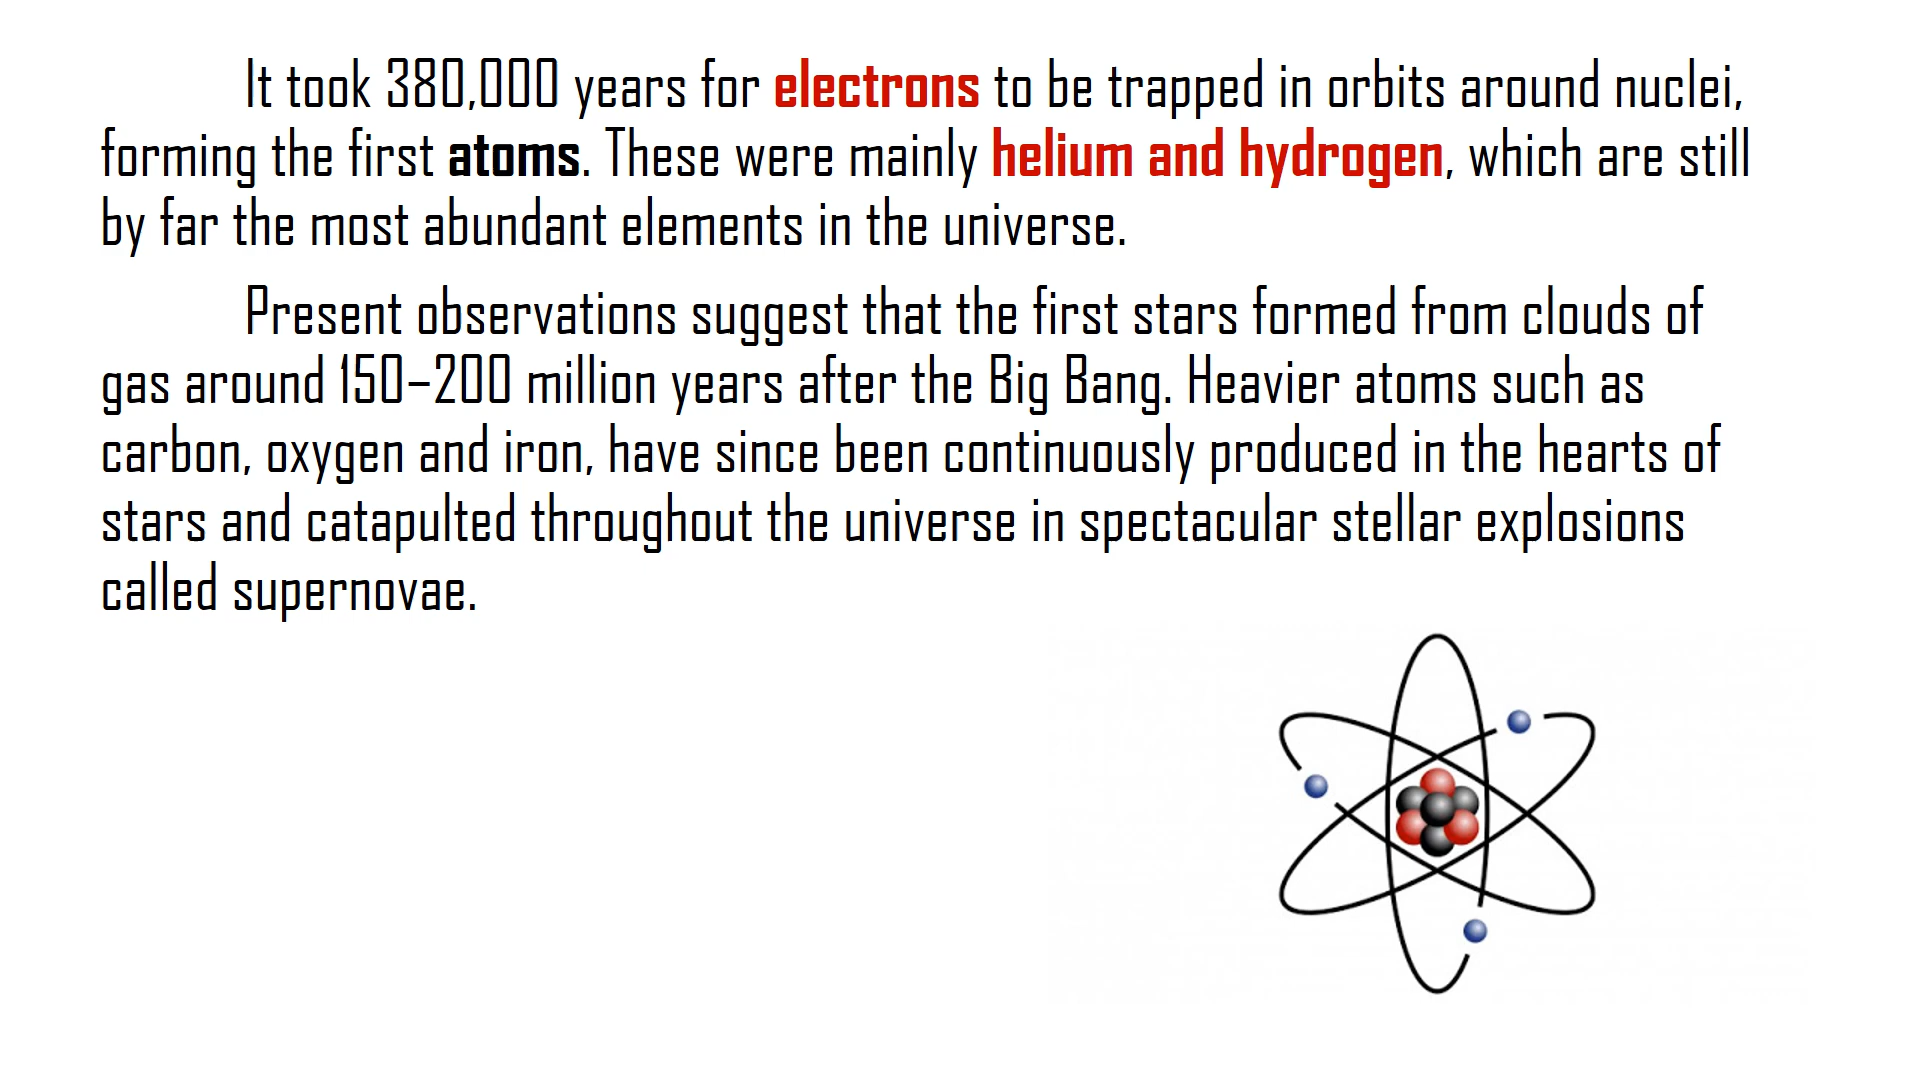 It took 380,000 years for electrons to be trapped in orbits around nuclei,
forming the first atoms. These were mainly helium and hydrogen, which are still
by far the most abundant elements in the universe.
Present observations suggest that the first stars formed from clouds of
gas around 150–200 million years after the Big Bang. Heavier atoms such as
carbon, oxygen and iron, have since been continuously produced in the hearts of
stars and catapulted throughout the universe in spectacular stellar explosions
called supernovae.